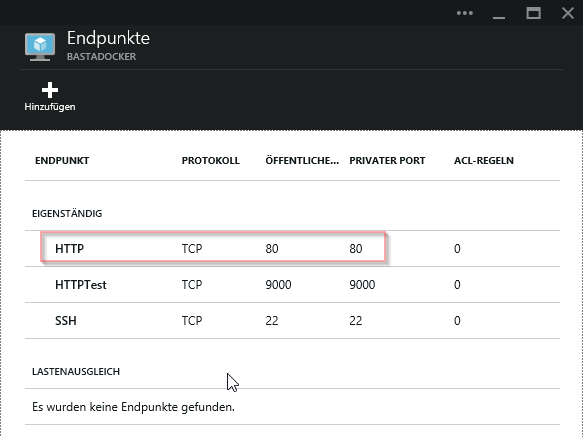 Endpunkte
BASTADOCKER
Hinzufügen
ENDPUNKT PROTOKOLL ÖFFENTLICHE... PRIVATER PORT ACL-REGELN
EIGENSTÄNDIG
HTTP TCP 80 80 0
HTTPTest TCP 9000 9000 0
SSH TCP 22 22 0
LASTENAUSGLEICH
Es wurden keine Endpunkte gefunden.